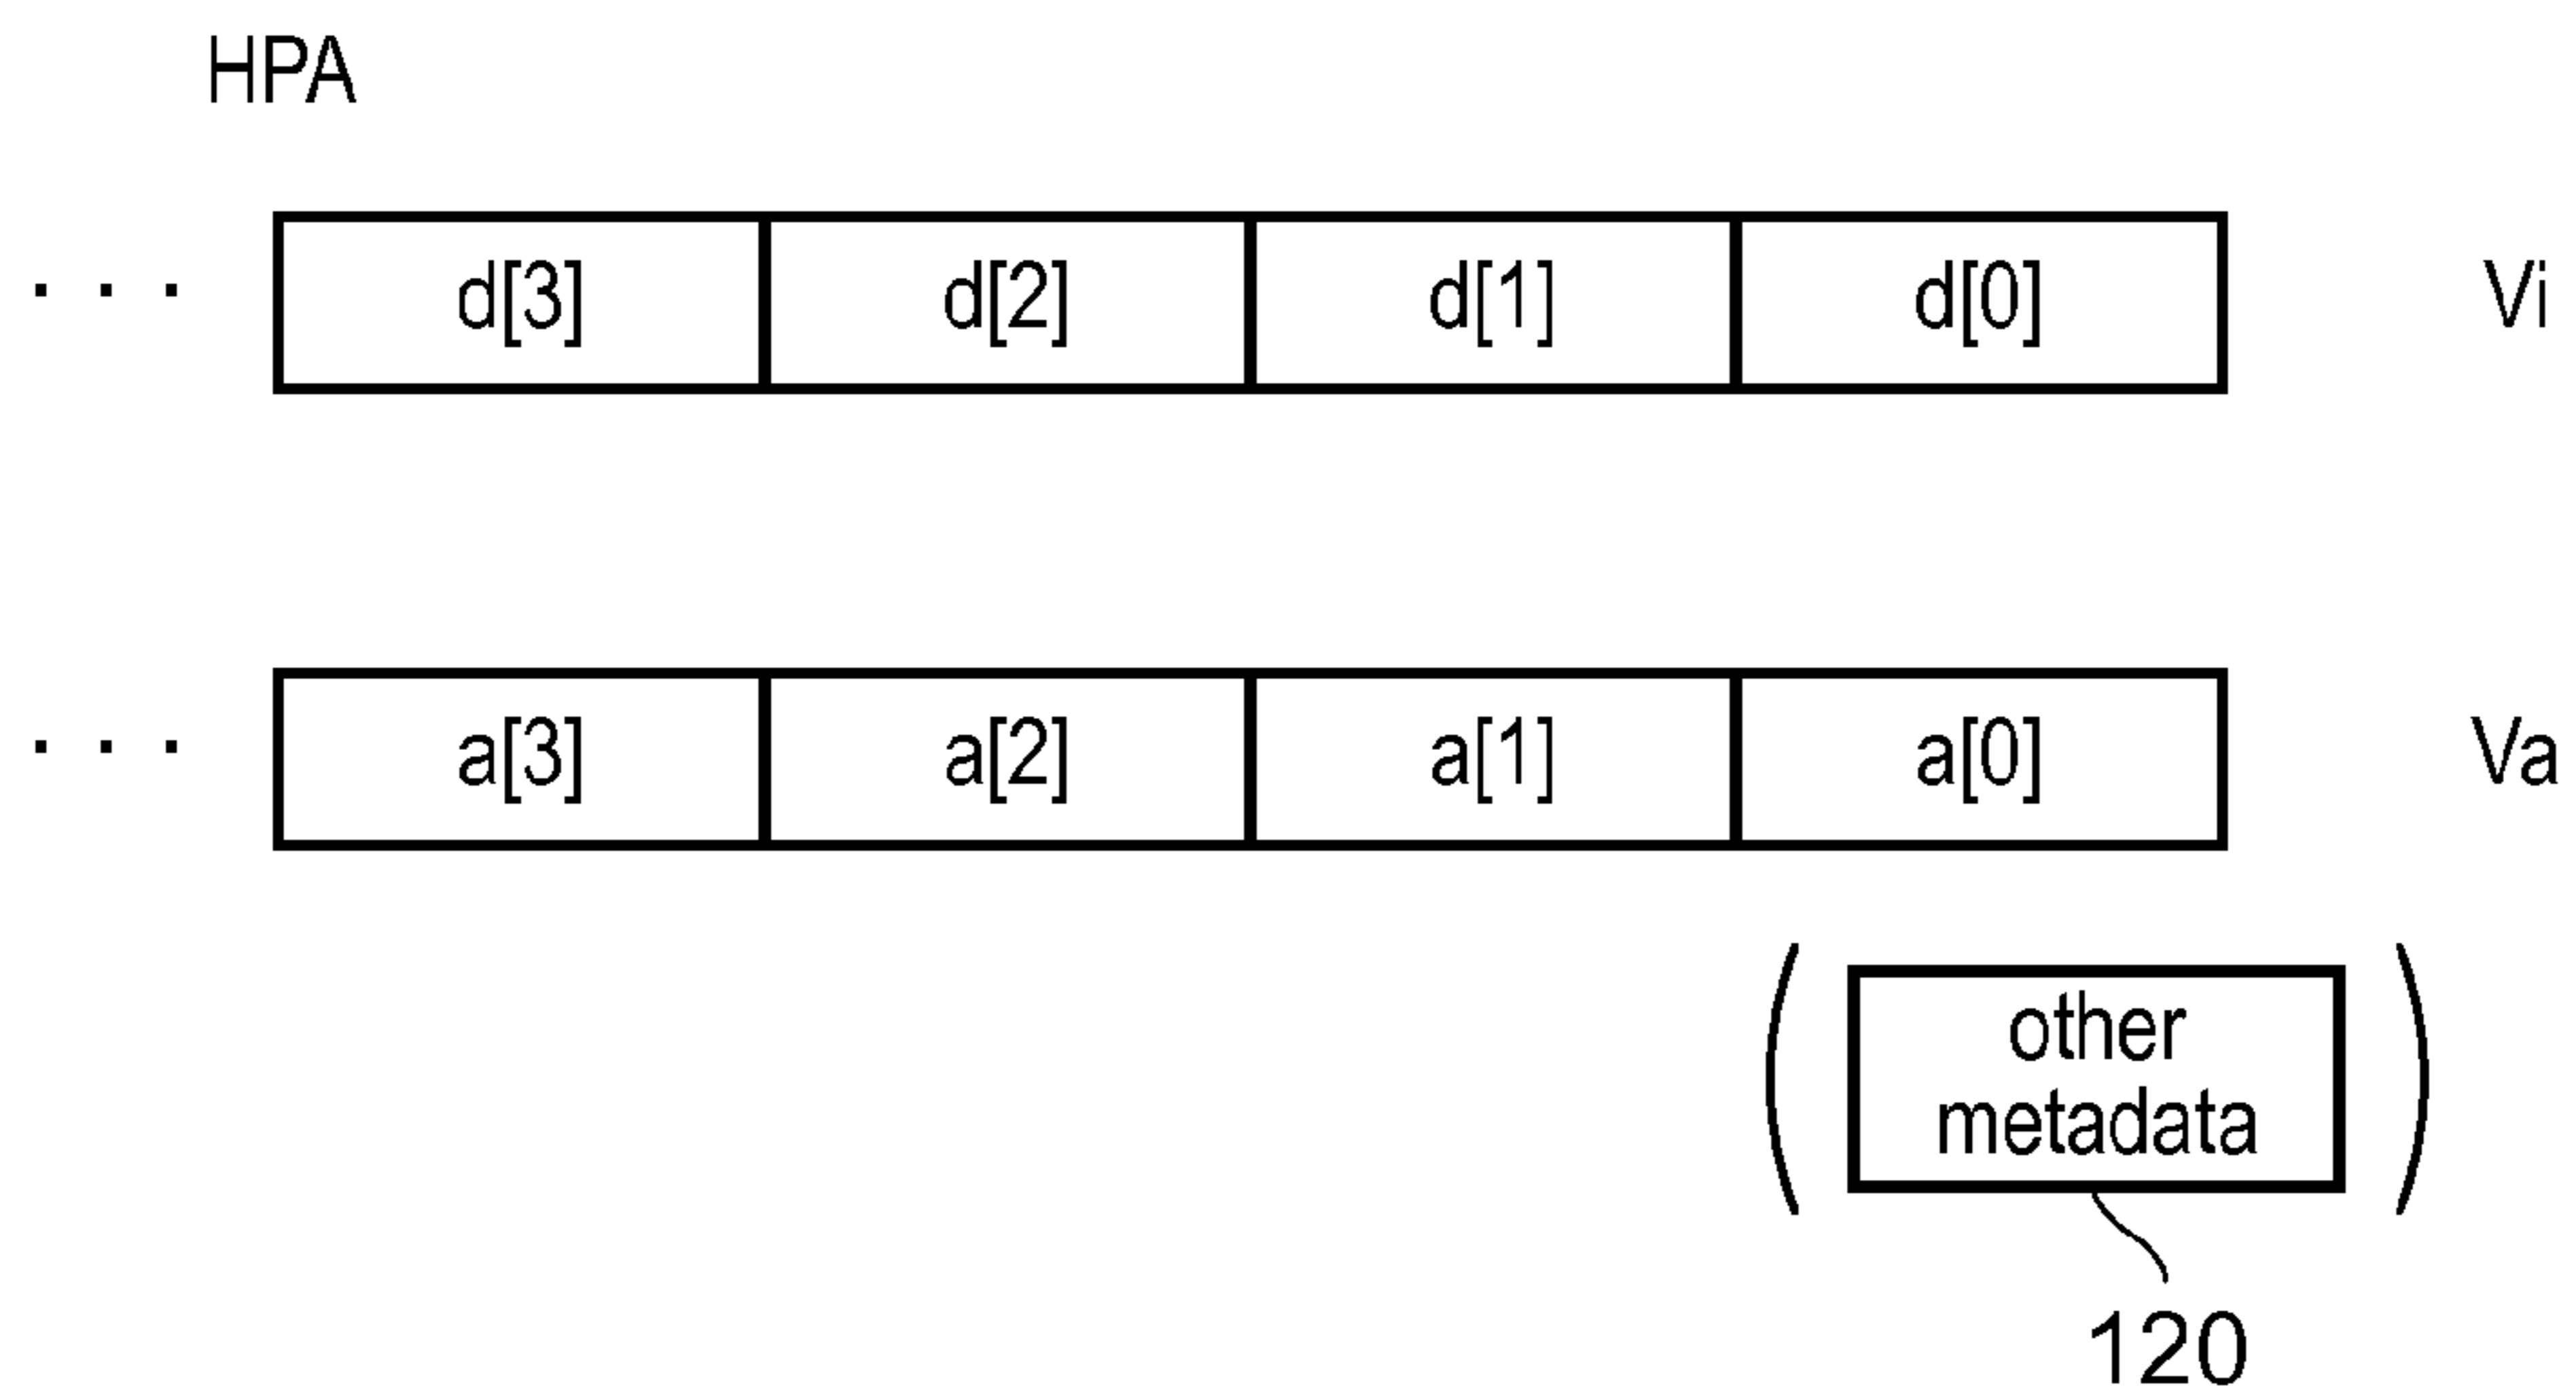 HPA
. . . d[3] d[2] d[1] d[0] Vi
. . . a[3] a[2] a[1] a[0] Va
other
metadata
120